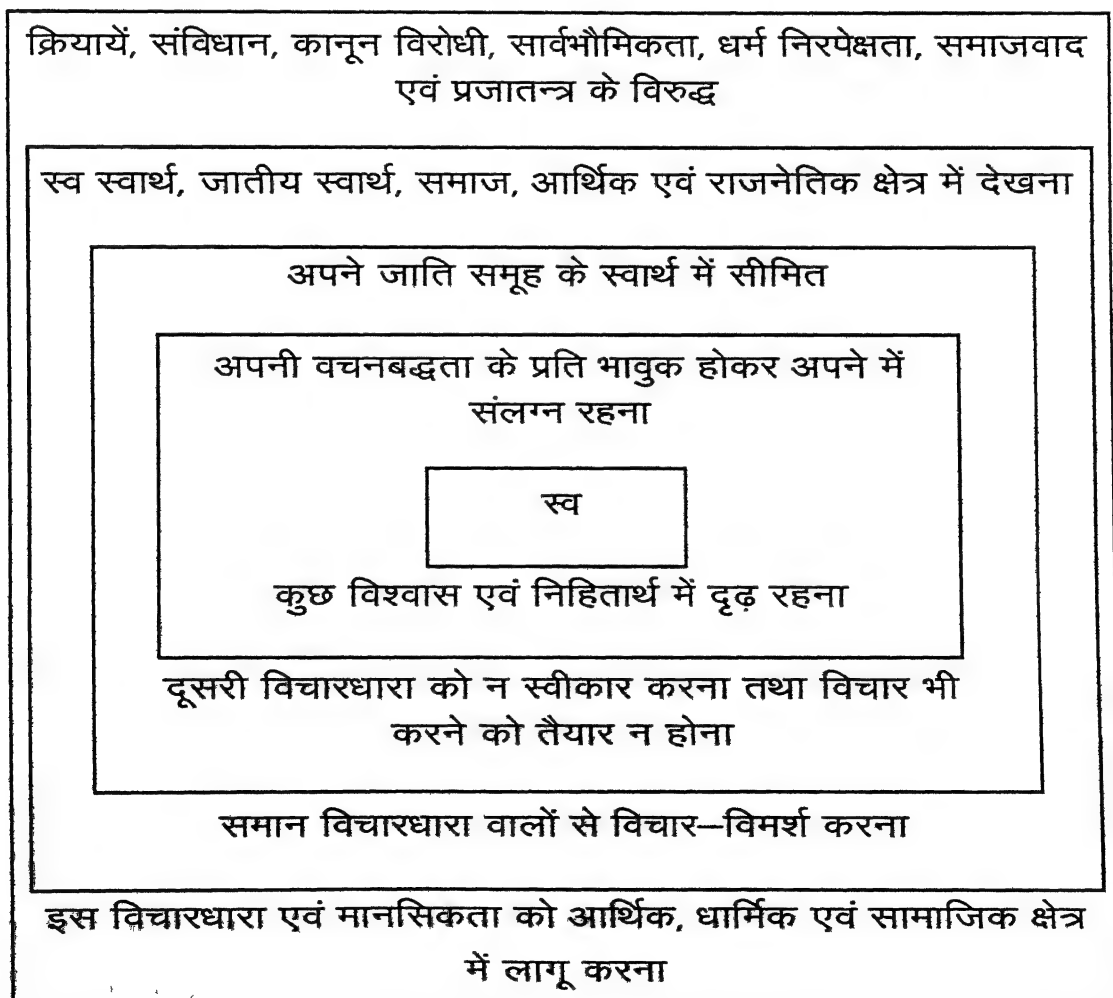 क्रियायें, संविधान, कानून विरोधी, सार्वभौमिकता, धर्म निरपेक्षता, समाजवाद
एवं प्रजातन्त्र के विरुद्ध
स्व स्वार्थ, जातीय स्वार्थ, समाज, आर्थिक एवं राजनेतिक क्षेत्र में देखना
अपने जाति समूह के स्वार्थ में सीमित
अपनी वचनबद्धता के प्रति भावुक होकर अपने में
संलग्न रहना
स्व
कुछ विश्वास एवं निहितार्थ में दृढ़ रहना
दूसरी विचारधारा को न स्वीकार करना तथा विचार भी
करने को तैयार न होना
समान विचारधारा वालों से विचार–विमर्श करना
इस विचारधारा एवं मानसिकता को आर्थिक, धार्मिक एवं सामाजिक क्षेत्र
में लागू करना